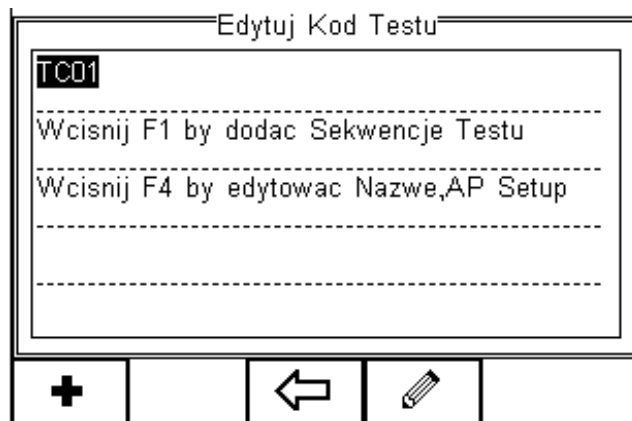 Edytuj Kod Testu
TC01
Wcisnij F1 by dodac Sekwencje Testu
Wcisnij F4 by edytowac Nazwe,AP Setup